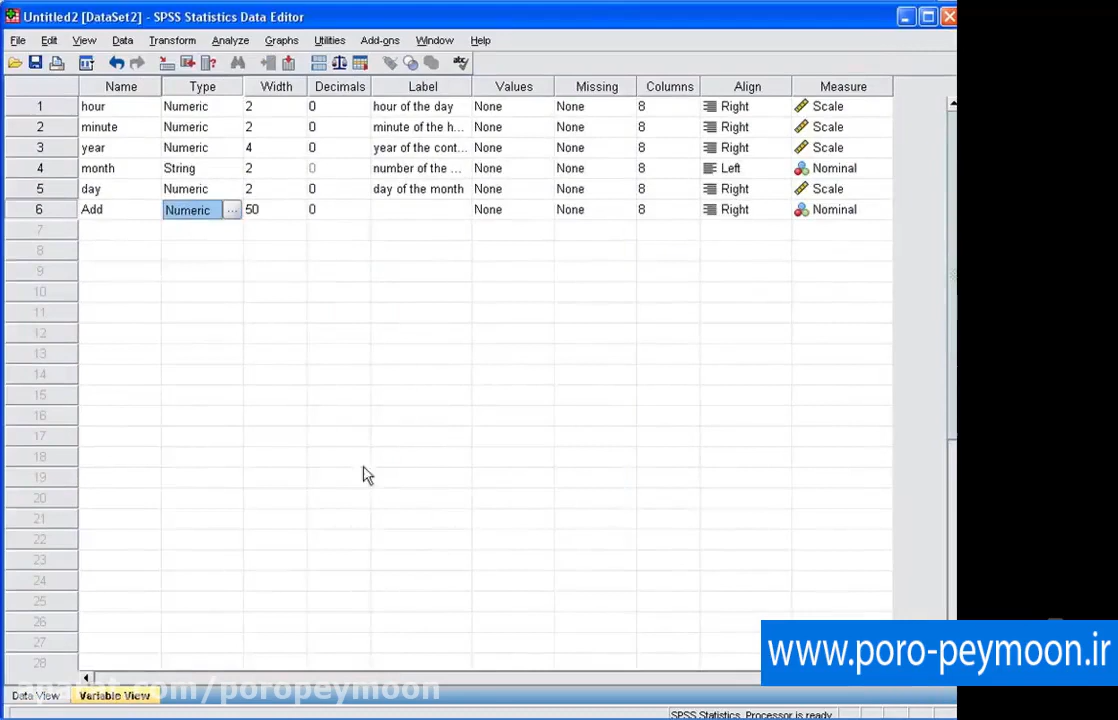 Untitled2 [DataSet2] - SPSS Statistics Data Editor
File Edit View Data Transform Analyze Graphs Utilities Add-ons Window Help
Name Type Width Decimals Label Values Missing Columns Align Measure
1 hour Numeric 2 0 hour of the day None None 8 Right Scale
2 minute Numeric 2 0 minute of the h... None None 8 Right Scale
3 year Numeric 4 0 year of the cont... None None 8 Right Scale
4 month String 2 0 number of the ... None None 8 Left Nominal
5 day Numeric 2 0 day of the month None None 8 Right Scale
6 Add Numeric ... 50 0 None None 8 Right Nominal
7
8
9
10
11
12
13
14
15
16
17
18
19
20
21
22
23
24
25
26
27
28
www.poro-peymoon.ir
aparat.com/poropeymoon
Data View Variable View
SPSS Statistics Processor is ready